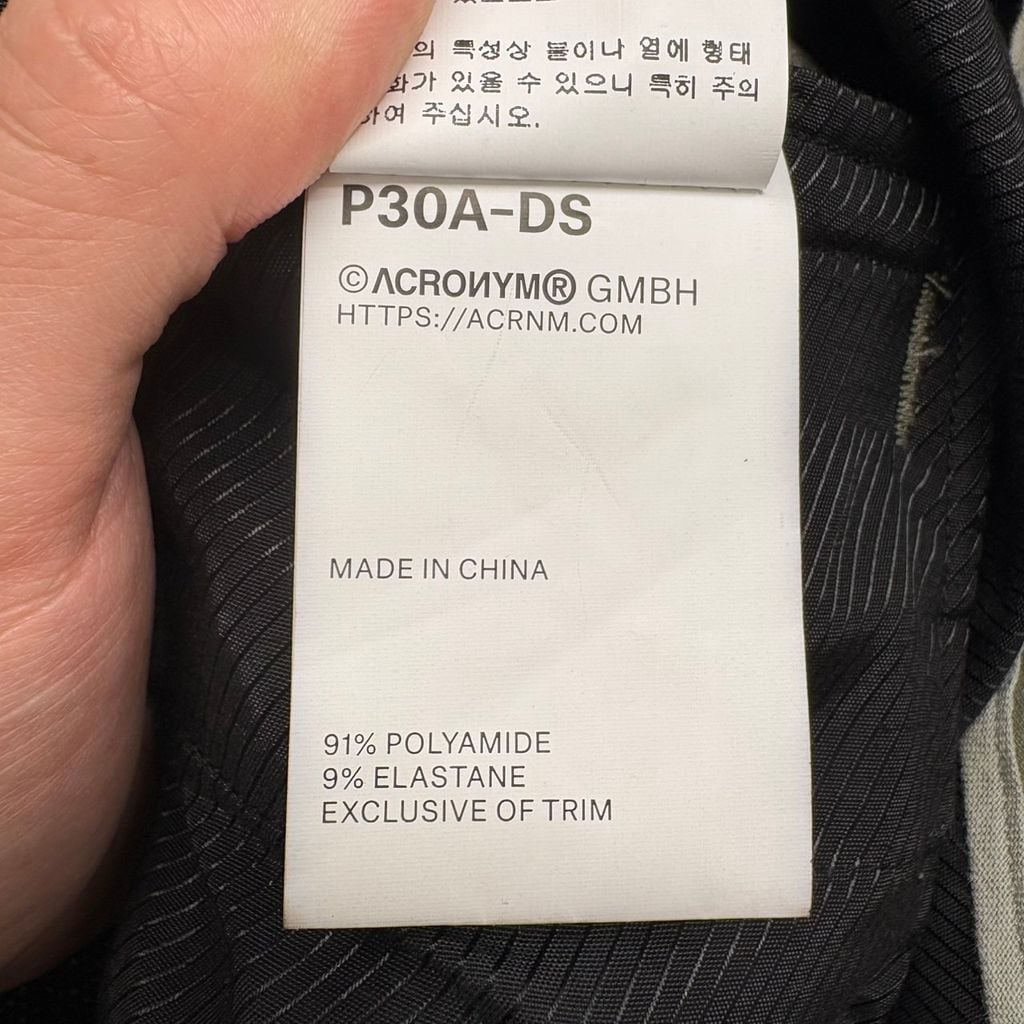 의 특성상 불이나 열에 형태
화가 있을 수 있으니 특히 주의
하여 주십시오.
P30A-DS
©ACRONYM® GMBH
HTTPS://ACRNM.COM
MADE IN CHINA
91% POLYAMIDE
9% ELASTANE
EXCLUSIVE OF TRIM